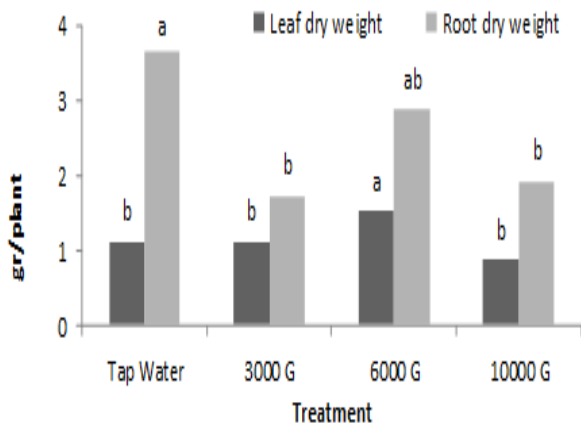 Leaf dry weight Root dry weight
4
3
2
1
0
gr/plant
b a
b b
a ab
b b
Tap Water 3000 G 6000 G 10000 G
Treatment